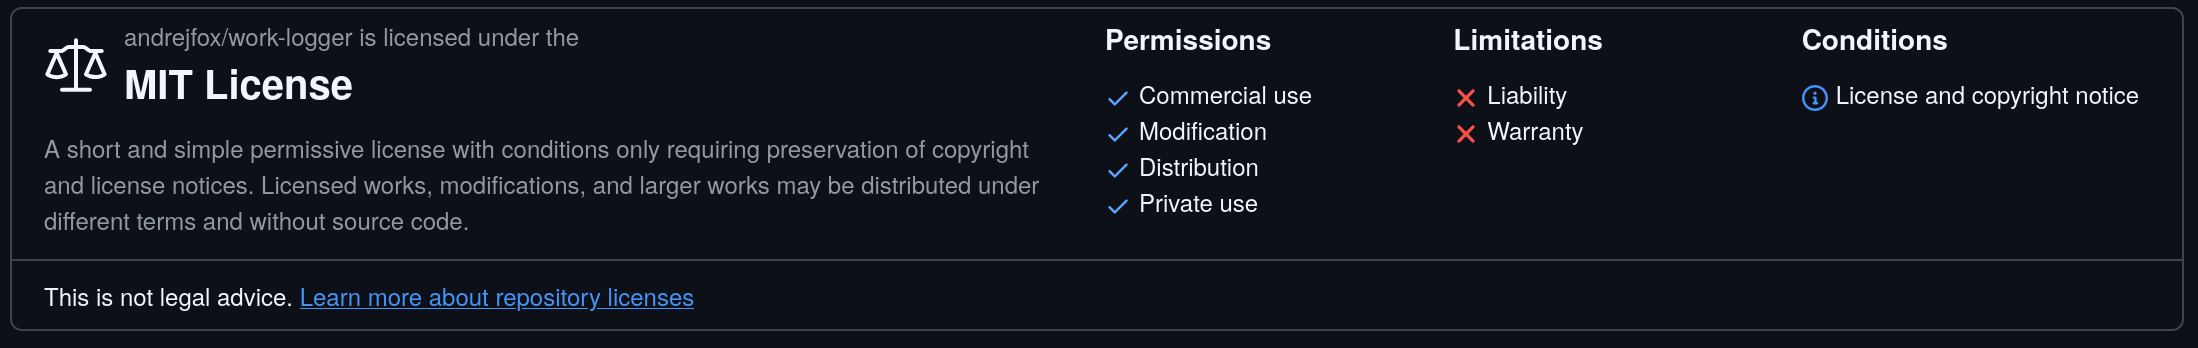 andrejfox/work-logger is licensed under the
MIT License
A short and simple permissive license with conditions only requiring preservation of copyright
and license notices. Licensed works, modifications, and larger works may be distributed under
different terms and without source code.
Permissions
Commercial use
Modification
Distribution
Private use
Limitations
Liability
Warranty
Conditions
License and copyright notice
This is not legal advice. Learn more about repository licenses